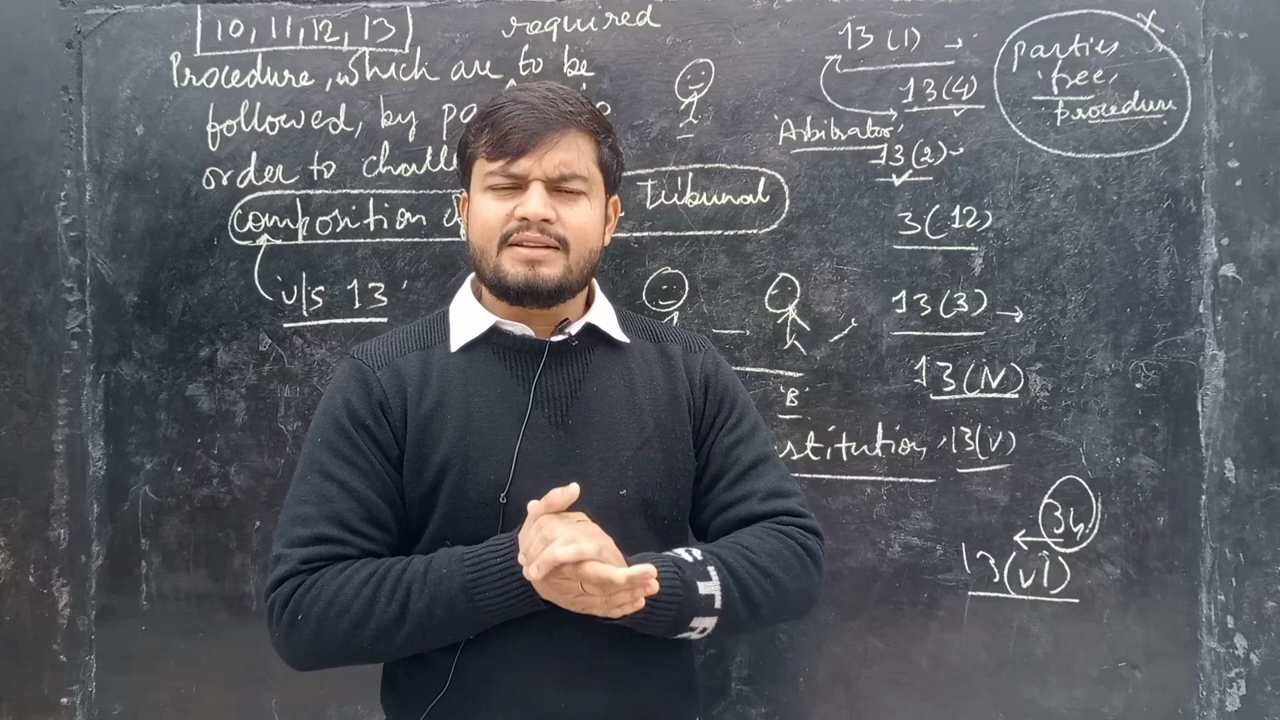 10, 11, 12, 13 required
Procedure, which are to be
followed, by
order to
composition Tribunal
u/s 13
13 (1) →
13(4)
'Arbitrator'
13(2)
3(12)
13(3) →
13(IV)
'B'
stitution, 13(V)
34
13(VI)
parties
free,
procedure
STR